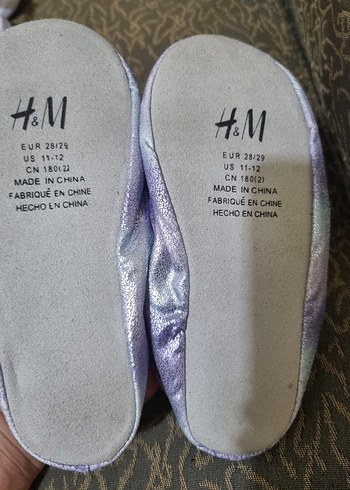 H&M
EUR 28/29
US 11-12
CN 180(2)
MADE IN CHINA
FABRIQUÉ EN CHINE
HECHO EN CHINA
H&M
EUR 28/29
US 11-12
CN 180(2)
MADE IN CHINA
FABRIQUÉ EN CHINE
HECHO EN CHINA